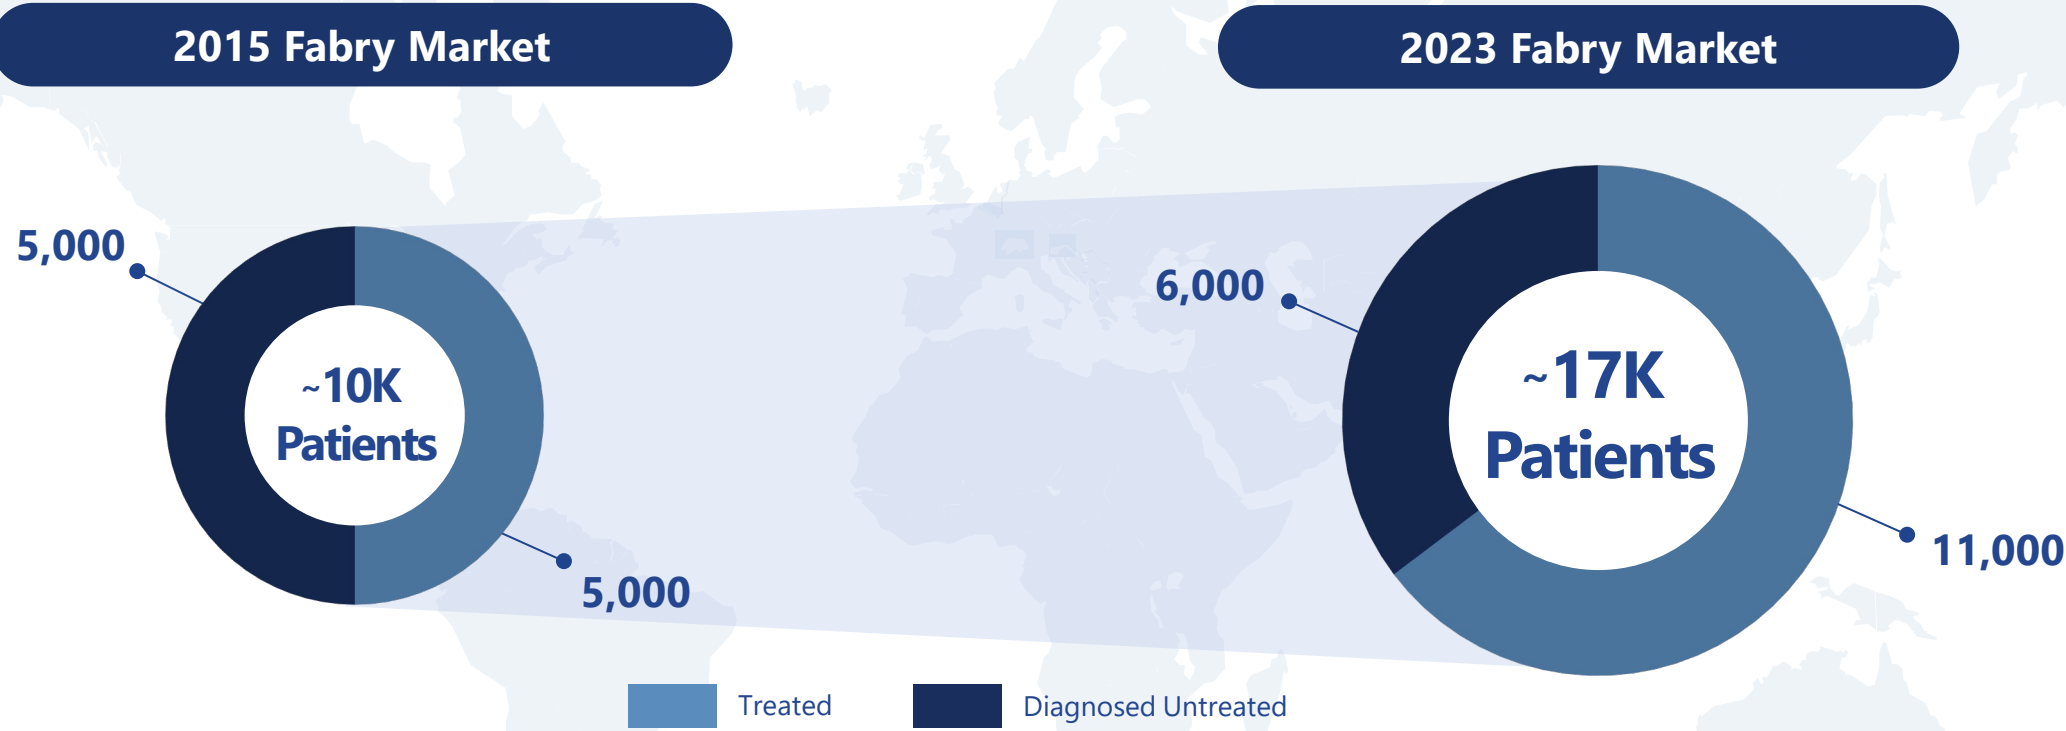 2015 Fabry Market
2023 Fabry Market
5,000
~10K
Patients
5,000
6,000
~17K
Patients
11,000
Treated
Diagnosed Untreated